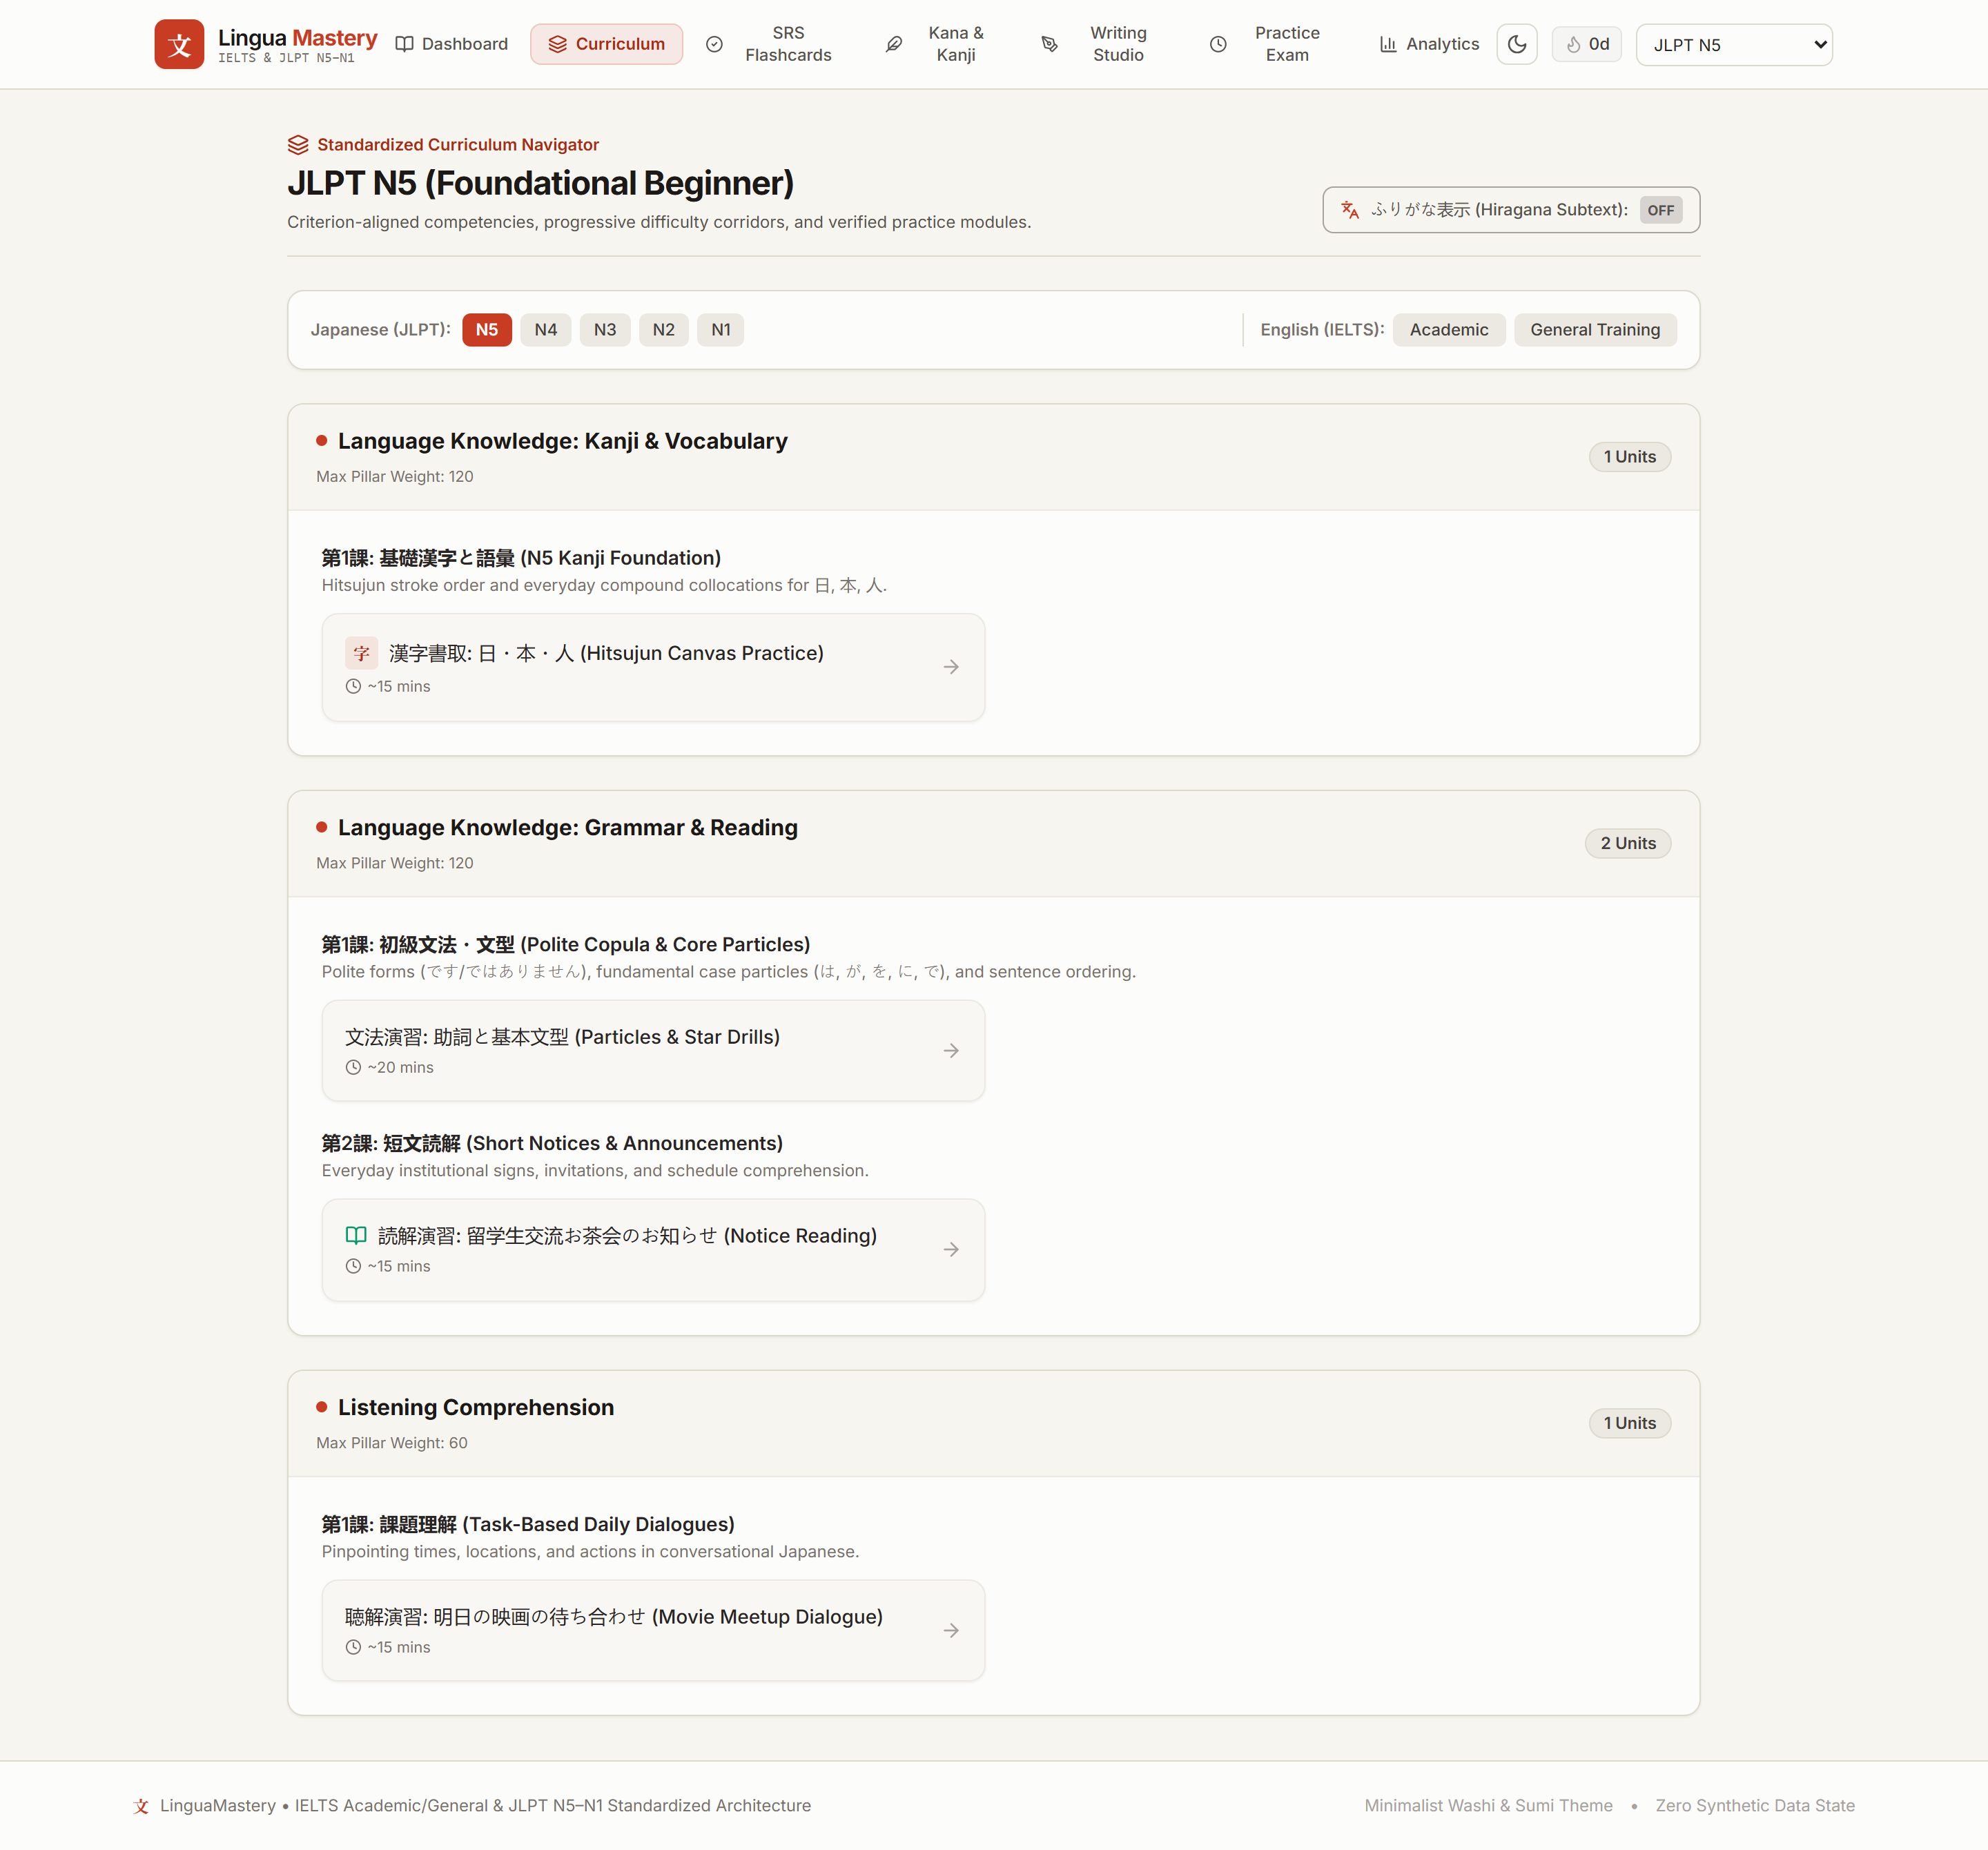 文
Lingua Mastery
IELTS & JLPT N5–N1
Dashboard
Curriculum
SRS
Flashcards
Kana &
Kanji
Writing
Studio
Practice
Exam
Analytics
0d
JLPT N5
Standardized Curriculum Navigator
JLPT N5 (Foundational Beginner)
Criterion-aligned competencies, progressive difficulty corridors, and verified practice modules.
ふりがな表示 (Hiragana Subtext): OFF
Japanese (JLPT): N5 N4 N3 N2 N1
English (IELTS): Academic General Training
Language Knowledge: Kanji & Vocabulary
Max Pillar Weight: 120
1 Units
第1課: 基礎漢字と語彙 (N5 Kanji Foundation)
Hitsujun stroke order and everyday compound collocations for 日, 本, 人.
字 漢字書取: 日・本・人 (Hitsujun Canvas Practice)
~15 mins
Language Knowledge: Grammar & Reading
Max Pillar Weight: 120
2 Units
第1課: 初級文法・文型 (Polite Copula & Core Particles)
Polite forms (です/ではありません), fundamental case particles (は, が, を, に, で), and sentence ordering.
文法演習: 助詞と基本文型 (Particles & Star Drills)
~20 mins
第2課: 短文読解 (Short Notices & Announcements)
Everyday institutional signs, invitations, and schedule comprehension.
読解演習: 留学生交流お茶会のお知らせ (Notice Reading)
~15 mins
Listening Comprehension
Max Pillar Weight: 60
1 Units
第1課: 課題理解 (Task-Based Daily Dialogues)
Pinpointing times, locations, and actions in conversational Japanese.
聴解演習: 明日の映画の待ち合わせ (Movie Meetup Dialogue)
~15 mins
文 LinguaMastery • IELTS Academic/General & JLPT N5–N1 Standardized Architecture
Minimalist Washi & Sumi Theme • Zero Synthetic Data State